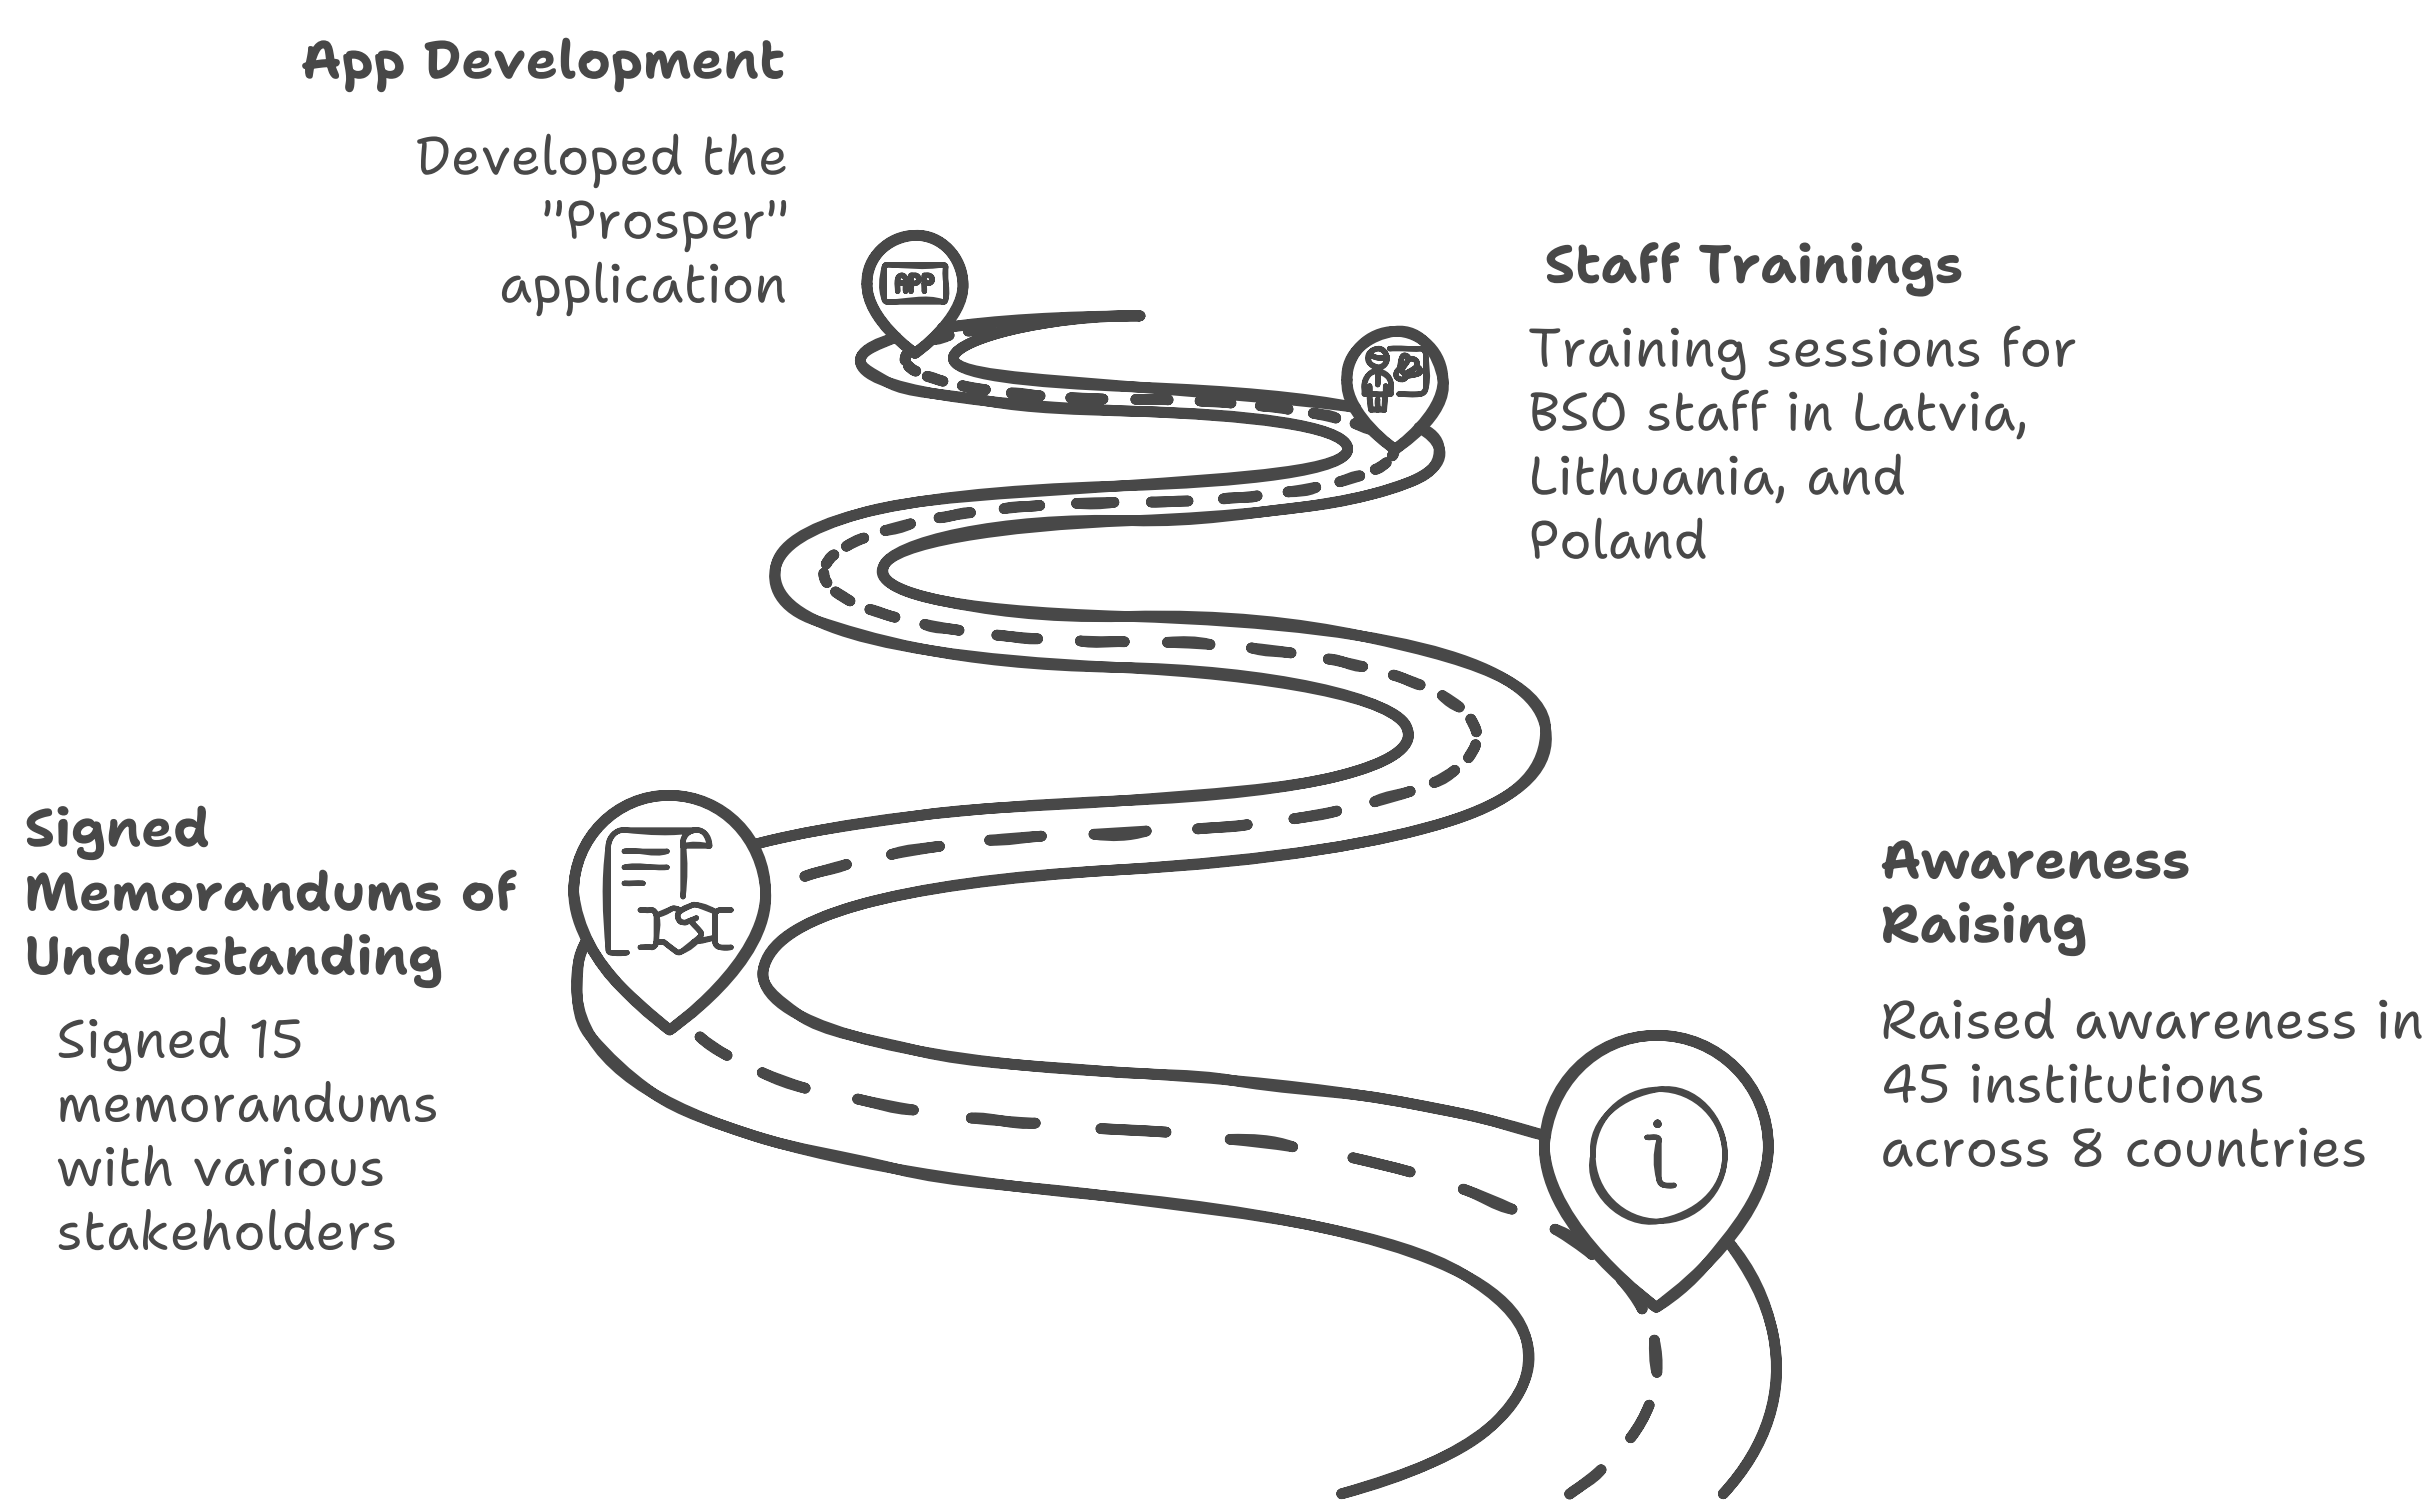 App Development
Developed the
"Prosper"
application
APP
Staff Trainings
Training sessions for
BSO staff in Latvia,
Lithuania, and
Poland
Signed
Memorandums of
Understanding
Signed 15
memorandums
with various
stakeholders
Awareness
Raising
Raised awareness in
45 institutions
across 8 countries
i